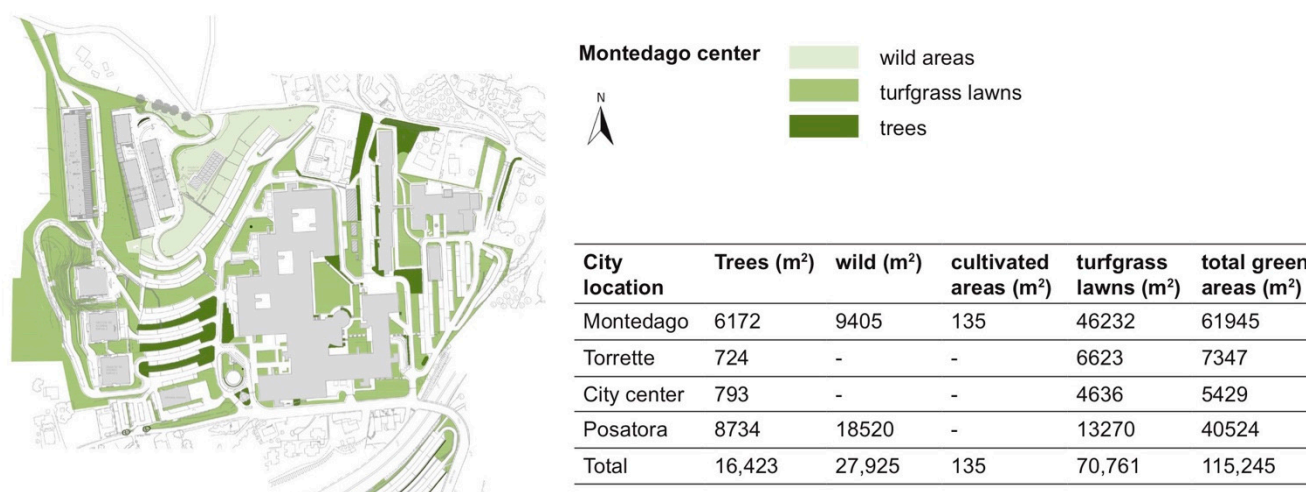 Montedago center
wild areas
turfgrass lawns
trees
N
City location Trees (m²) wild (m²) cultivated areas (m²) turfgrass lawns (m²) total green areas (m²)
Montedago 6172 9405 135 46232 61945
Torrette 724 - - 6623 7347
City center 793 - - 4636 5429
Posatora 8734 18520 - 13270 40524
Total 16,423 27,925 135 70,761 115,245